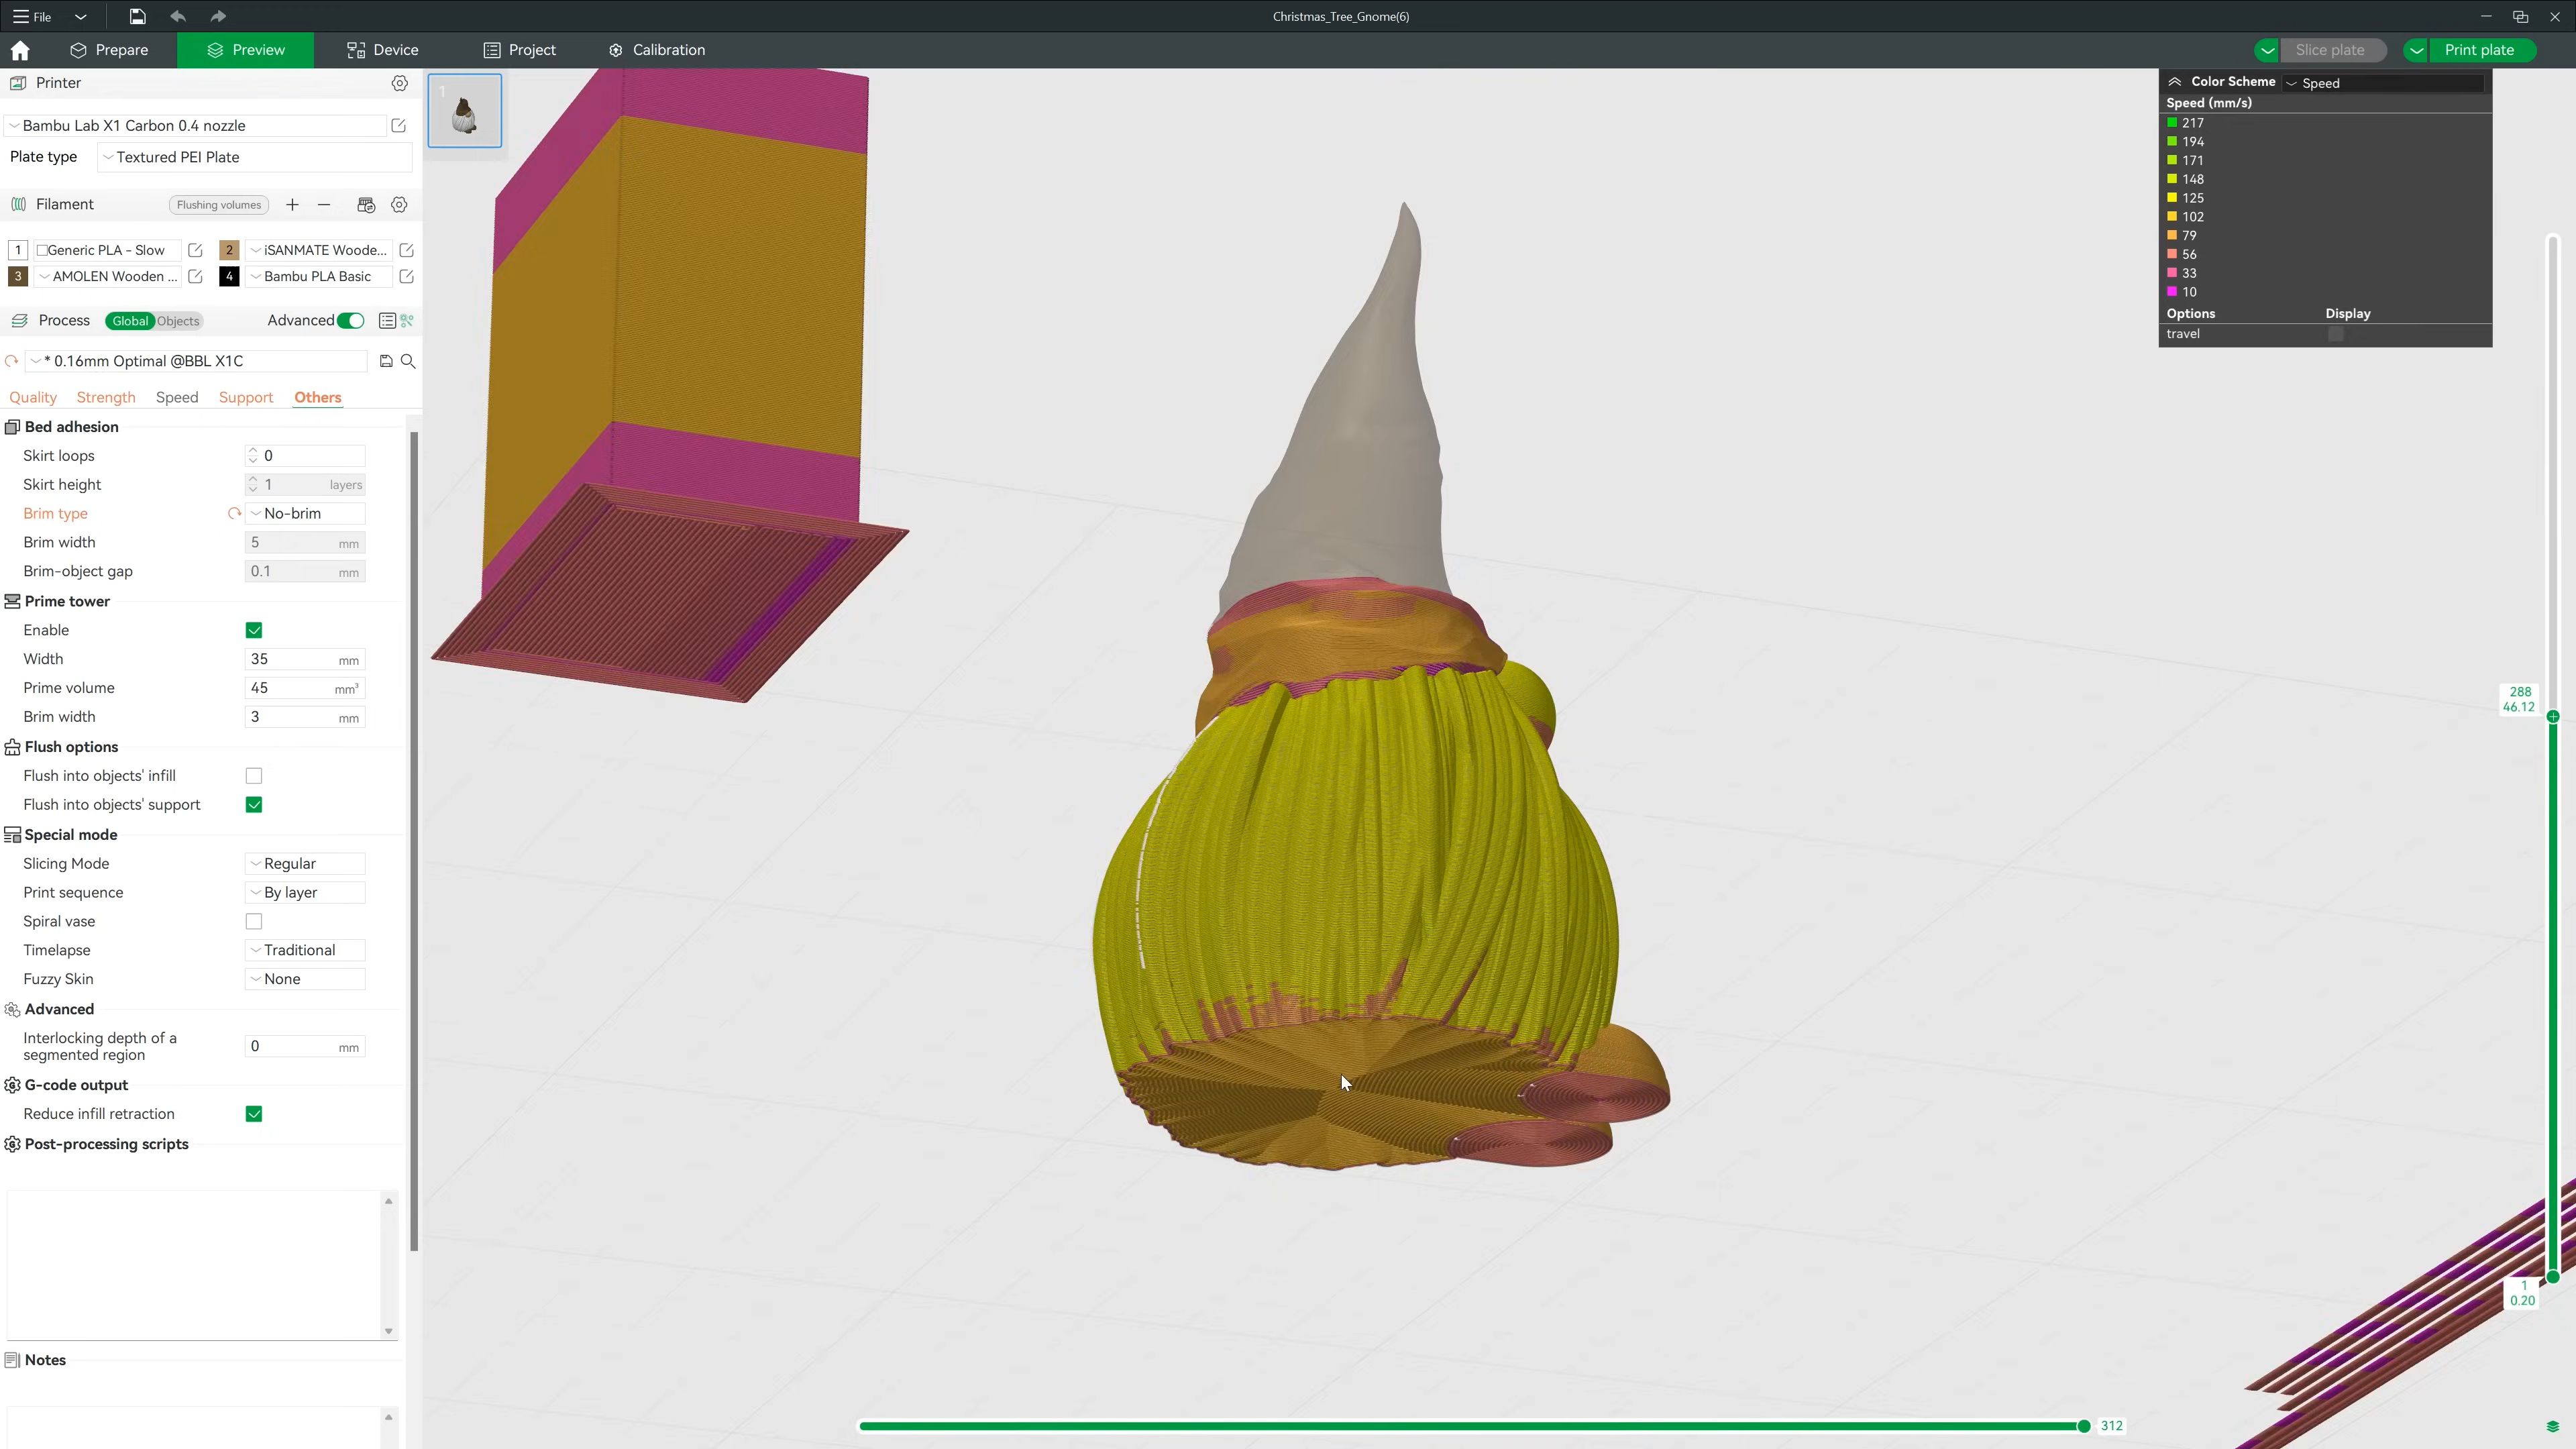 File
Christmas_Tree_Gnome(6)
Prepare
Preview
Device
Project
Calibration
Slice plate
Print plate
Printer
Bambu Lab X1 Carbon 0.4 nozzle
Plate type
Textured PEI Plate
Filament
Flushing volumes
1
Generic PLA - Slow
2
iSANMATE Woode...
3
AMOLEN Wooden ...
4
Bambu PLA Basic
Process
Global
Objects
Advanced
* 0.16mm Optimal @BBL X1C
Quality
Strength
Speed
Support
Others
Bed adhesion
Skirt loops
0
Skirt height
1
layers
Brim type
No-brim
Brim width
5
mm
Brim-object gap
0.1
mm
Prime tower
Enable
Width
35
mm
Prime volume
45
mm³
Brim width
3
mm
Flush options
Flush into objects' infill
Flush into objects' support
Special mode
Slicing Mode
Regular
Print sequence
By layer
Spiral vase
Timelapse
Traditional
Fuzzy Skin
None
Advanced
Interlocking depth of a
segmented region
0
mm
G-code output
Reduce infill retraction
Post-processing scripts
Notes
1
Color Scheme
Speed
Speed (mm/s)
217
194
171
148
125
102
79
56
33
10
Options
Display
travel
288
46.12
1
0.20
312